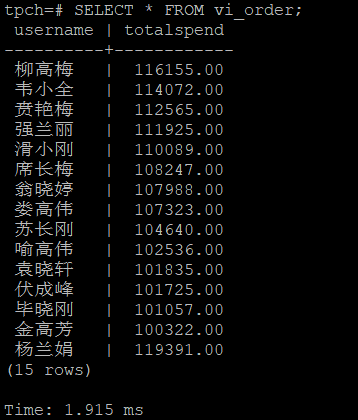 tpch=# SELECT * FROM vi_order;
username | totalspend
----------+------------
柳高梅 | 116155.00
韦小全 | 114072.00
贲艳梅 | 112565.00
强兰丽 | 111925.00
滑小刚 | 110089.00
席长梅 | 108247.00
翁晓婷 | 107988.00
娄高伟 | 107323.00
苏长刚 | 104640.00
喻高伟 | 102536.00
袁晓轩 | 101835.00
伏成峰 | 101725.00
毕晓刚 | 101057.00
金高芳 | 100322.00
杨兰娟 | 119391.00
(15 rows)
Time: 1.915 ms